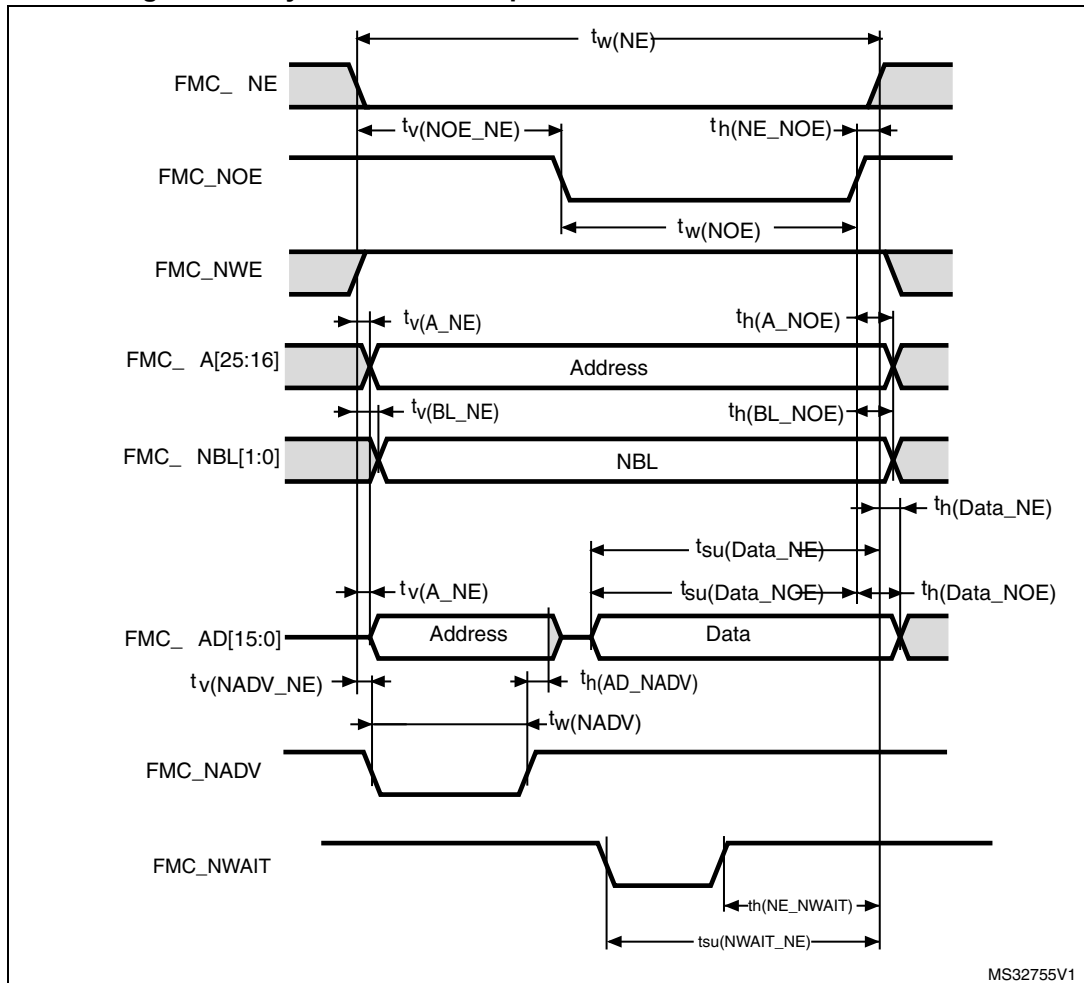 tw(NE)
FMC_ NE
tv(NOE_NE)
th(NE_NOE)
FMC_NOE
tw(NOE)
FMC_NWE
tv(A_NE)
th(A_NOE)
FMC_ A[25:16]
Address
tv(BL_NE)
th(BL_NOE)
FMC_ NBL[1:0]
NBL
th(Data_NE)
tsu(Data_NE)
tv(A_NE)
tsu(Data_NOE)
th(Data_NOE)
FMC_ AD[15:0]
Address
Data
tv(NADV_NE)
th(AD_NADV)
tw(NADV)
FMC_NADV
FMC_NWAIT
th(NE_NWAIT)
tsu(NWAIT_NE)
MS32755V1